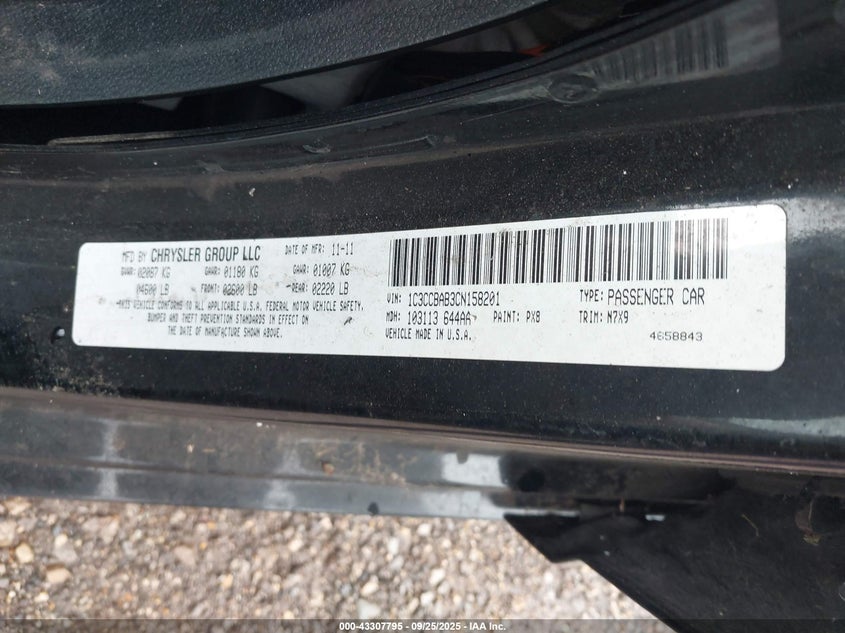 MFD BY CHRYSLER GROUP LLC DATE OF MFR: 11-11
GVWR: 02087 KG GAWR: 01180 KG GAWR: 01007 KG
04600 LB FRONT: 02600 LB REAR: 02220 LB
THIS VEHICLE CONFORMS TO ALL APPLICABLE U.S.A. FEDERAL MOTOR VEHICLE SAFETY,
BUMPER AND THEFT PREVENTION STANDARDS IN EFFECT ON
THE DATE OF MANUFACTURE SHOWN ABOVE.
VIN: 1C3CCBAB3CN158201 TYPE: PASSENGER CAR
MDH: 103113 644AA PAINT: PX8 TRIM: N7X9
VEHICLE MADE IN U.S.A. 4658843
000-43307795 - 09/25/2025 - IAA Inc.